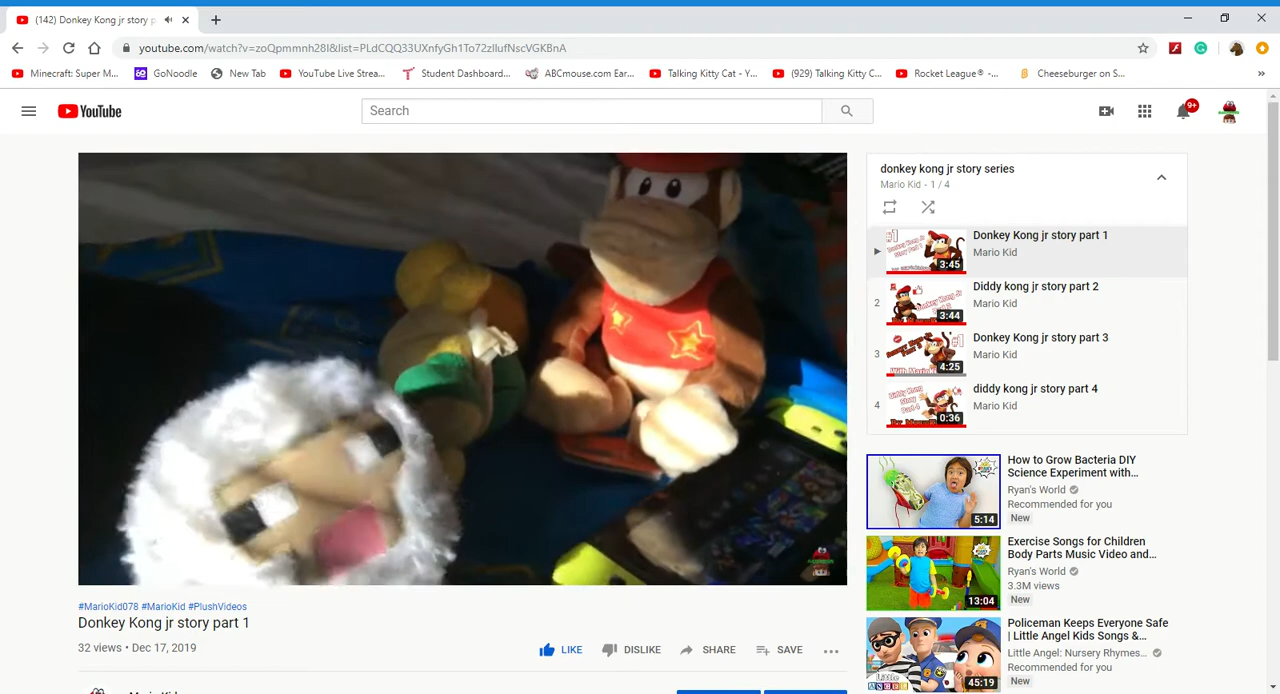 (142) Donkey Kong jr story p
youtube.com/watch?v=zoQpmmnh28I&list=PLdCQQ33UXnfyGh1To72zIlufNscVGKBnA
Minecraft: Super M...
GoNoodle
New Tab
YouTube Live Strea...
Student Dashboard...
ABCmouse.com Ear...
Talking Kitty Cat - Y...
(929) Talking Kitty C...
Rocket League® -...
Cheeseburger on S...
YouTube
Search
9+
donkey kong jr story series
Mario Kid - 1 / 4
#1
3:45
Donkey Kong jr story part 1
Mario Kid
2
3:44
Diddy kong jr story part 2
Mario Kid
3
#1
4:25
Donkey Kong jr story part 3
Mario Kid
4
0:36
diddy kong jr story part 4
Mario Kid
5:14
How to Grow Bacteria DIY
Science Experiment with...
Ryan's World
Recommended for you
New
13:04
Exercise Songs for Children
Body Parts Music Video and...
Ryan's World
3.3M views
New
Little
Angel
45:19
Policeman Keeps Everyone Safe
| Little Angel Kids Songs &...
Little Angel: Nursery Rhymes...
Recommended for you
New
#MarioKid078 #MarioKid #PlushVideos
Donkey Kong jr story part 1
32 views • Dec 17, 2019
LIKE
DISLIKE
SHARE
SAVE